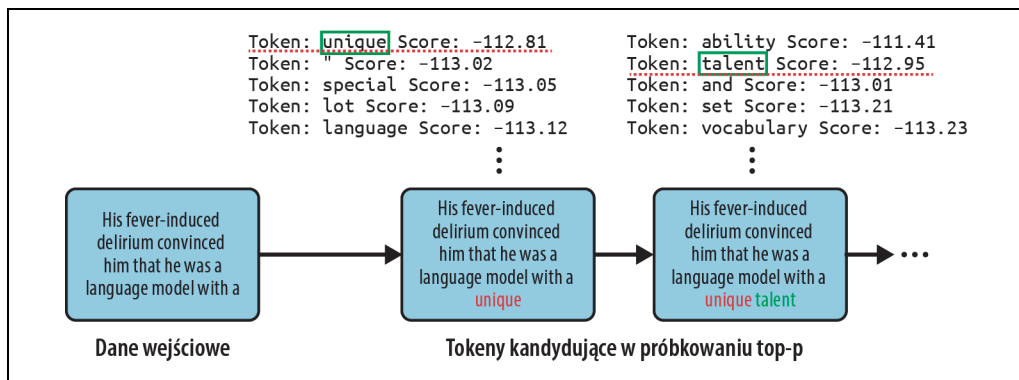 Token: unique Score: −112.81
Token: " Score: −113.02
Token: special Score: −113.05
Token: lot Score: −113.09
Token: language Score: −113.12
Token: ability Score: −111.41
Token: talent Score: −112.95
Token: and Score: −113.01
Token: set Score: −113.21
Token: vocabulary Score: −113.23
His fever-induced
delirium convinced
him that he was a
language model with a
His fever-induced
delirium convinced
him that he was a
language model with a
unique
His fever-induced
delirium convinced
him that he was a
language model with a
unique talent
Dane wejściowe
Tokeny kandydujące w próbkowaniu top-p